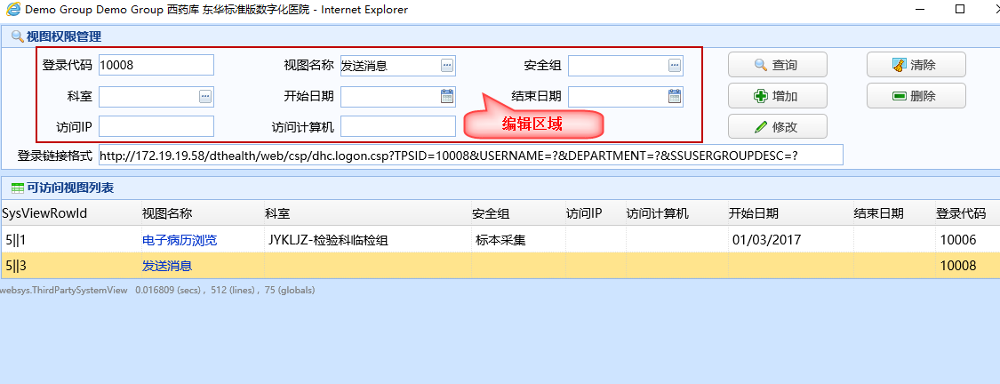 Demo Group Demo Group 西药库 东华标准版数字化医院 - Internet Explorer
视图权限管理
登录代码 10008 视图名称 发送消息 安全组 查询 清除
科室 开始日期 结束日期 增加 删除
访问IP 访问计算机 编辑区域 修改
登录链接格式 http://172.19.19.58/dthealth/web/csp/dhc.logon.csp?TPSID=10008&USERNAME=?&DEPARTMENT=?&SSUSERGROUPDESC=?
可访问视图列表
SysViewRowId 视图名称 科室 安全组 访问IP 访问计算机 开始日期 结束日期 登录代码
5||1 电子病历浏览 JYKLJZ-检验科临检组 标本采集 01/03/2017 10006
5||3 发送消息 10008
websys.ThirdPartySystemView 0.016809 (secs) , 512 (lines) , 75 (globals)